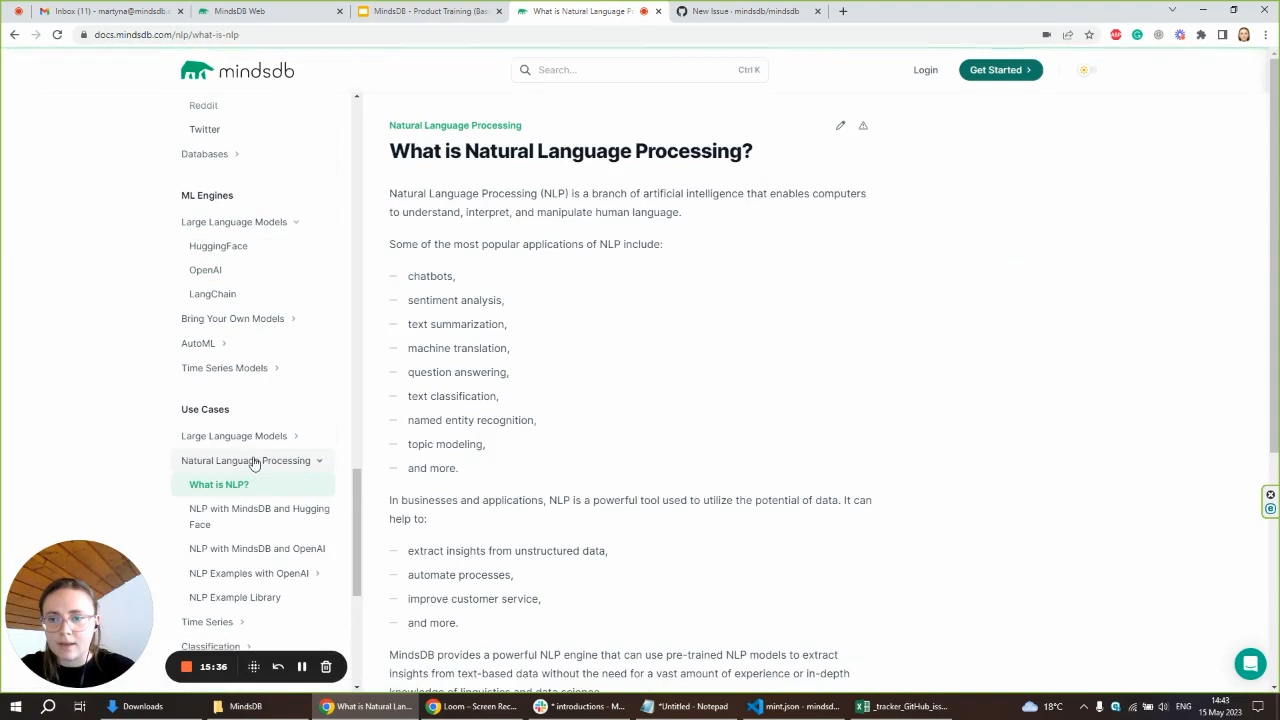 Inbox (91) - martyna@mindsdb.c
MindsDB Web
MindsDB - Product Training (Bas
What is Natural Language P
New Issue · mindsdb/mindsdb
docs.mindsdb.com/nlp/what-is-nlp
mindsdb
Search...
Ctrl K
Login
Get Started
Reddit
Twitter
Databases
ML Engines
Large Language Models
HuggingFace
OpenAI
LangChain
Bring Your Own Models
AutoML
Time Series Models
Use Cases
Large Language Models
Natural Language Processing
What is NLP?
NLP with MindsDB and Hugging
Face
NLP with MindsDB and OpenAI
NLP Examples with OpenAI
NLP Example Library
Time Series
Classification
Natural Language Processing
What is Natural Language Processing?
Natural Language Processing (NLP) is a branch of artificial intelligence that enables computers
to understand, interpret, and manipulate human language.
Some of the most popular applications of NLP include:
chatbots,
sentiment analysis,
text summarization,
machine translation,
question answering,
text classification,
named entity recognition,
topic modeling,
and more.
In businesses and applications, NLP is a powerful tool used to utilize the potential of data. It can
help to:
extract insights from unstructured data,
automate processes,
improve customer service,
and more.
MindsDB provides a powerful NLP engine that can use pre-trained NLP models to extract
insights from text-based data without the need for a vast amount of experience or in-depth
knowledge of linguistics and data science.
15:36
Downloads
MindsDB
What is Natural Lan...
Loom – Screen Rec...
* introductions - M...
*Untitled - Notepad
mint.json - mindsd...
_tracker_GitHub_iss...
18°C
ENG
14:43
15 May 2023